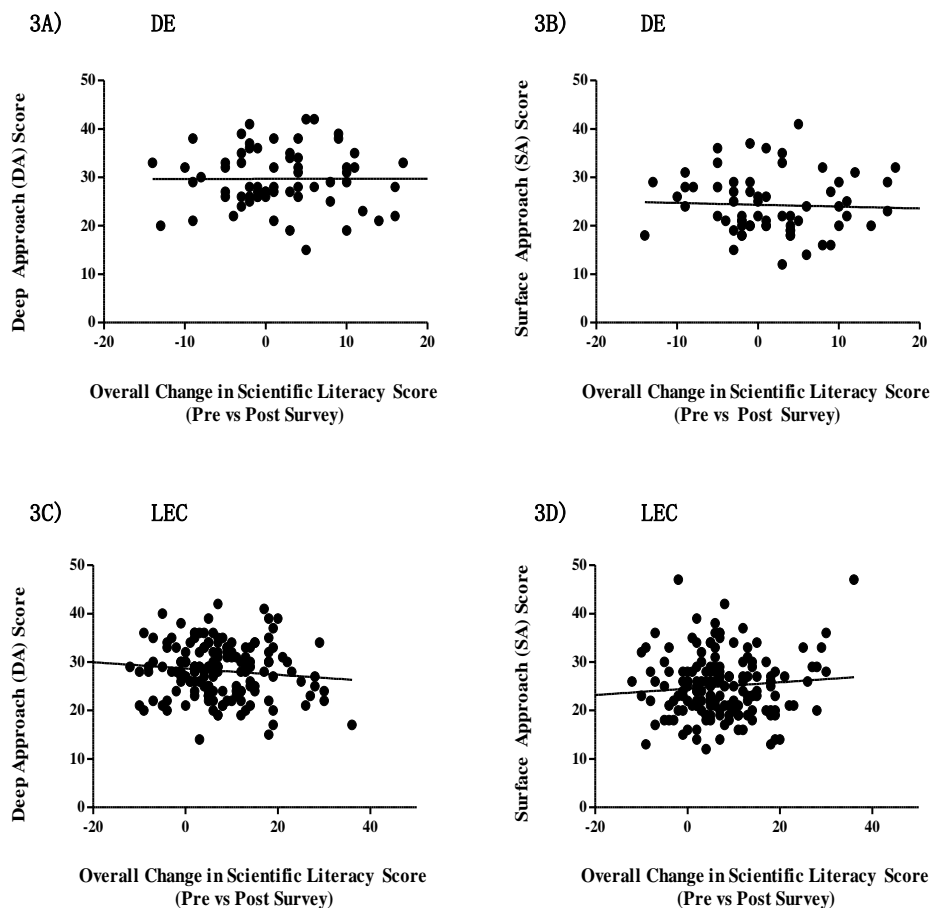 3A) DE
Deep Approach (DA) Score
50
40
30
20
10
0
-20 -10 0 10 20
Overall Change in Scientific Literacy Score
(Pre vs Post Survey)
3B) DE
Surface Approach (SA) Score
50
40
30
20
10
0
-20 -10 0 10 20
Overall Change in Scientific Literacy Score
(Pre vs Post Survey)
3C) LEC
Deep Approach (DA) Score
50
40
30
20
10
0
-20 0 20 40
Overall Change in Scientific Literacy Score
(Pre vs Post Survey)
3D) LEC
Surface Approach (SA) Score
50
40
30
20
10
0
-20 0 20 40
Overall Change in Scientific Literacy Score
(Pre vs Post Survey)